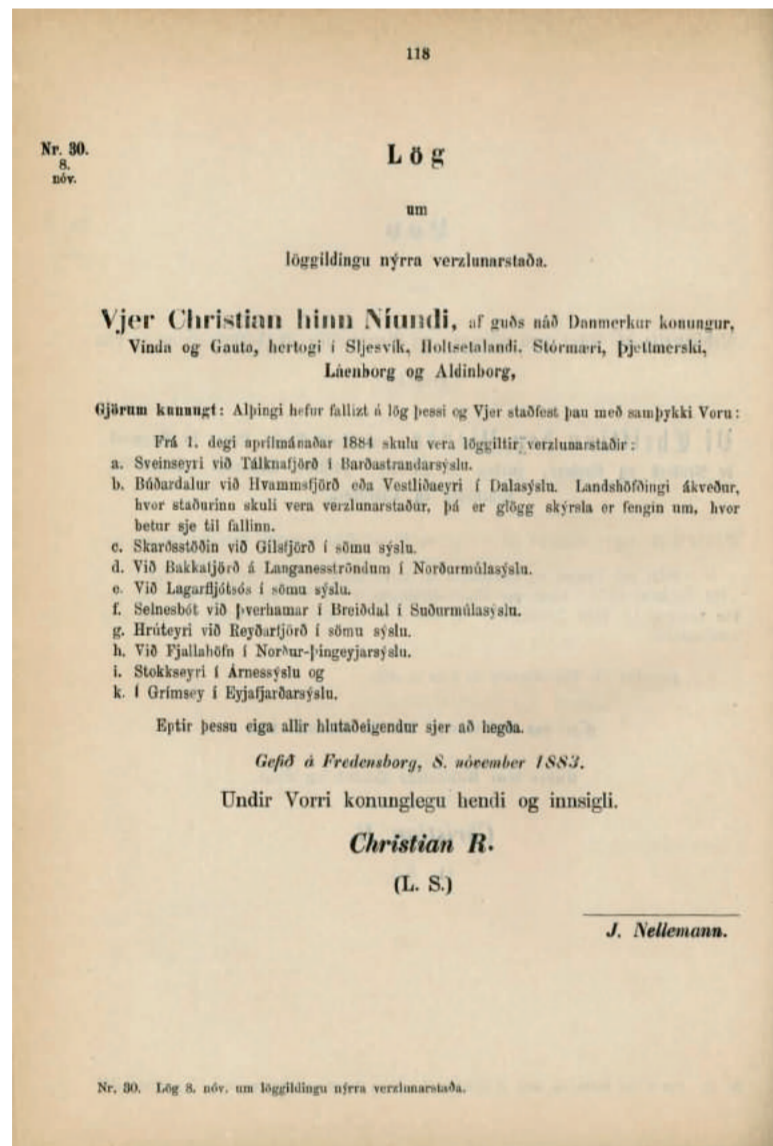 118
Nr. 30.
8.
nóv.
Lög
um
löggildingu nýrra verzlunarstaða.
Vjer Christian hinn Níundi, af guðs náð Danmerkur konungur,
Vinda og Gauta, hertogi í Sljesvík, Holtsetalandi, Stórmæri, Þjettmerski,
Láenborg og Aldinborg,
Gjörum kunnugt: Alþingi hefur fallizt á lög þessi og Vjer staðfest þau með samþykki Voru:
Frá 1. degi aprílmánaðar 1884 skulu vera löggiltir verzlunarstaðir:
a. Sveinseyri við Tálknafjörð í Barðastrandarsýslu.
b. Búðardalur við Hvammsfjörð eða Vestliðaeyri í Dalasýslu. Landshöfðingi ákveður,
hvor staðurinn skuli vera verzlunarstaður, þá er glögg skýrsla er fengin um, hvor
betur sje til fallinn.
c. Skarðsstöðin við Gilsfjörð í sömu sýslu.
d. Við Bakkafjörð á Langanesströndum í Norðurmúlasýslu.
e. Við Lagarfljótsós í sömu sýslu.
f. Selnesbót við Þverhamar í Breiðdal í Suðurmúlasýslu.
g. Hrúteyri við Reyðarfjörð í sömu sýslu.
h. Við Fjallahöfn í Norður-Þingeyjarsýslu.
i. Stokkseyri í Árnessýslu og
k. Í Grímsey í Eyjafjarðarsýslu.
Eptir þessu eiga allir hlutaðeigendur sjer að hegða.
Gefið á Fredensborg, 8. nóvember 1883.
Undir Vorri konunglegu hendi og innsigli.
Christian R.
(L. S.)
J. Nellemann.
Nr. 30. Lög 8. nóv. um löggildingu nýrra verzlunarstaða.